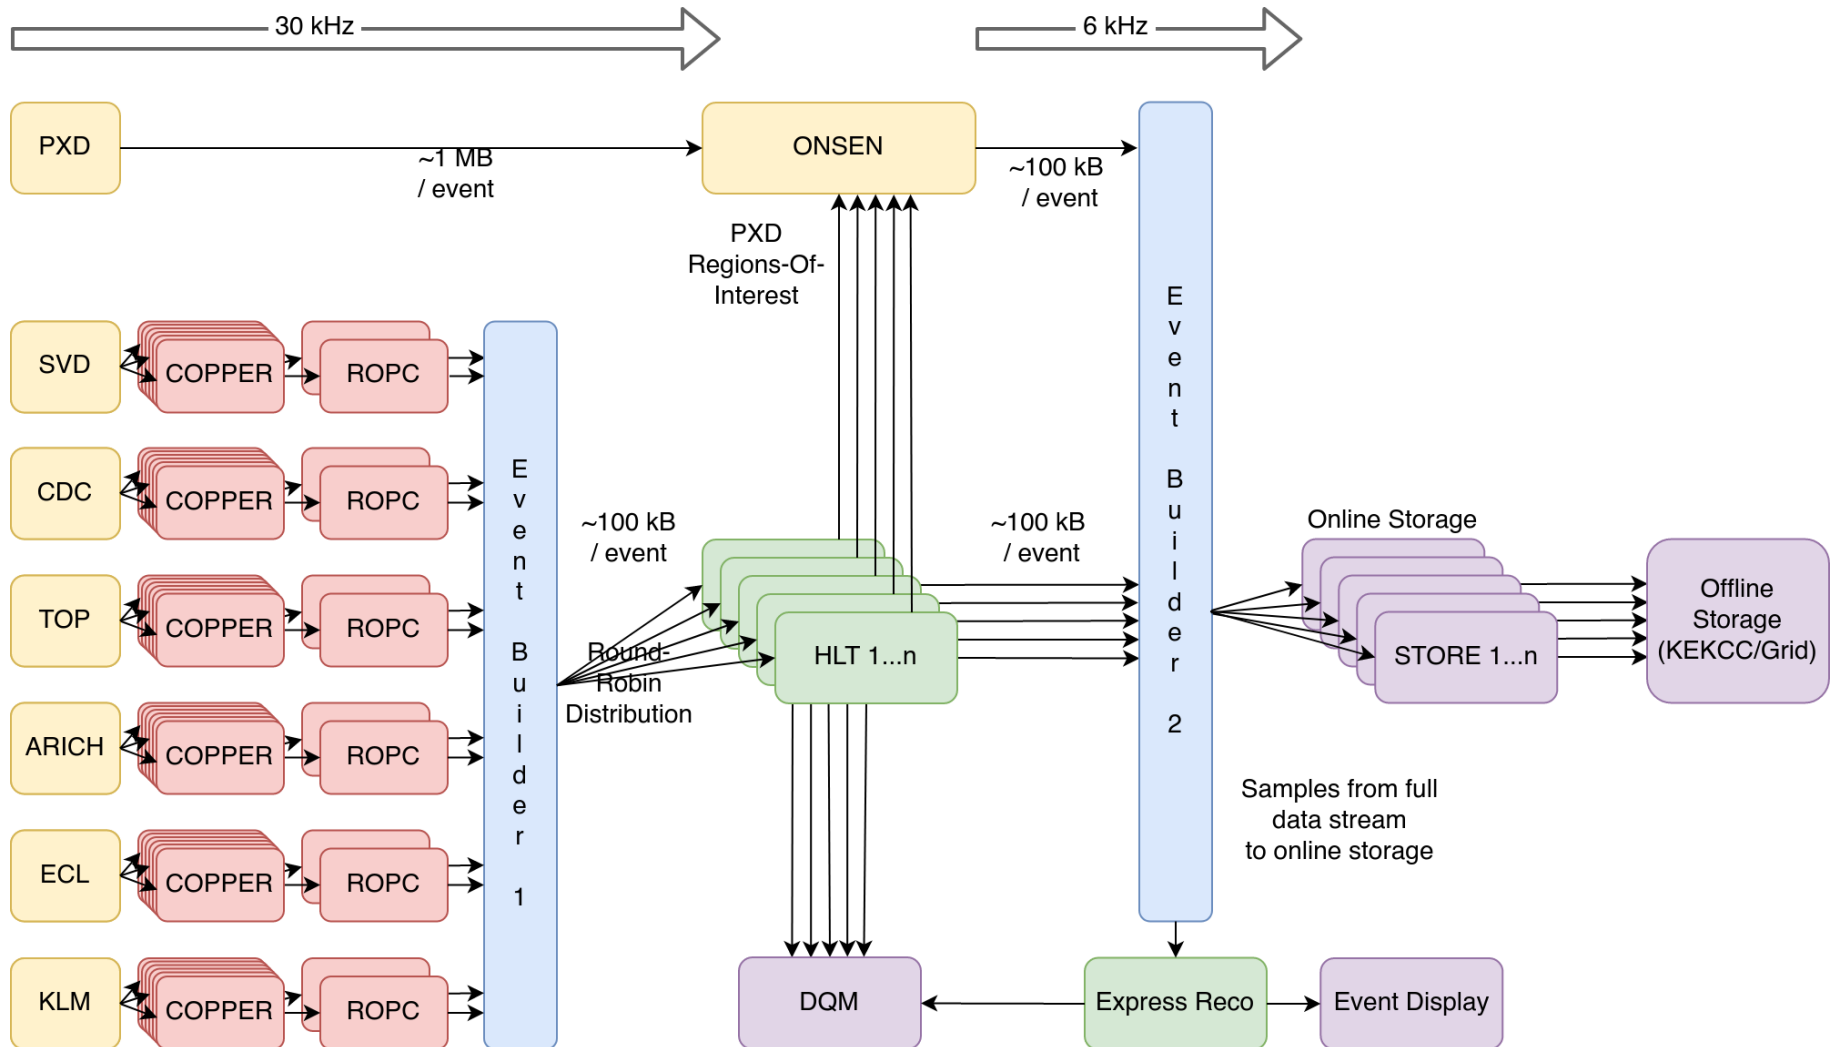 30 kHz
6 kHz
PXD
~1 MB
/ event
ONSEN
~100 kB
/ event
PXD
Regions-Of-
Interest
SVD
COPPER
ROPC
CDC
COPPER
ROPC
TOP
COPPER
ROPC
ARICH
COPPER
ROPC
ECL
COPPER
ROPC
KLM
COPPER
ROPC
Event Builder 1
~100 kB
/ event
Round-
Robin
Distribution
HLT 1...n
~100 kB
/ event
Event Builder 2
Online Storage
STORE 1...n
Offline
Storage
(KEKCC/Grid)
Samples from full
data stream
to online storage
DQM
Express Reco
Event Display